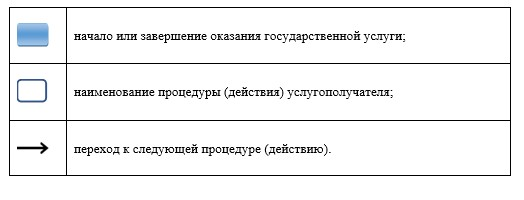 начало или завершение оказания государственной услуги;
наименование процедуры (действия) услугополучателя;
переход к следующей процедуре (действию).